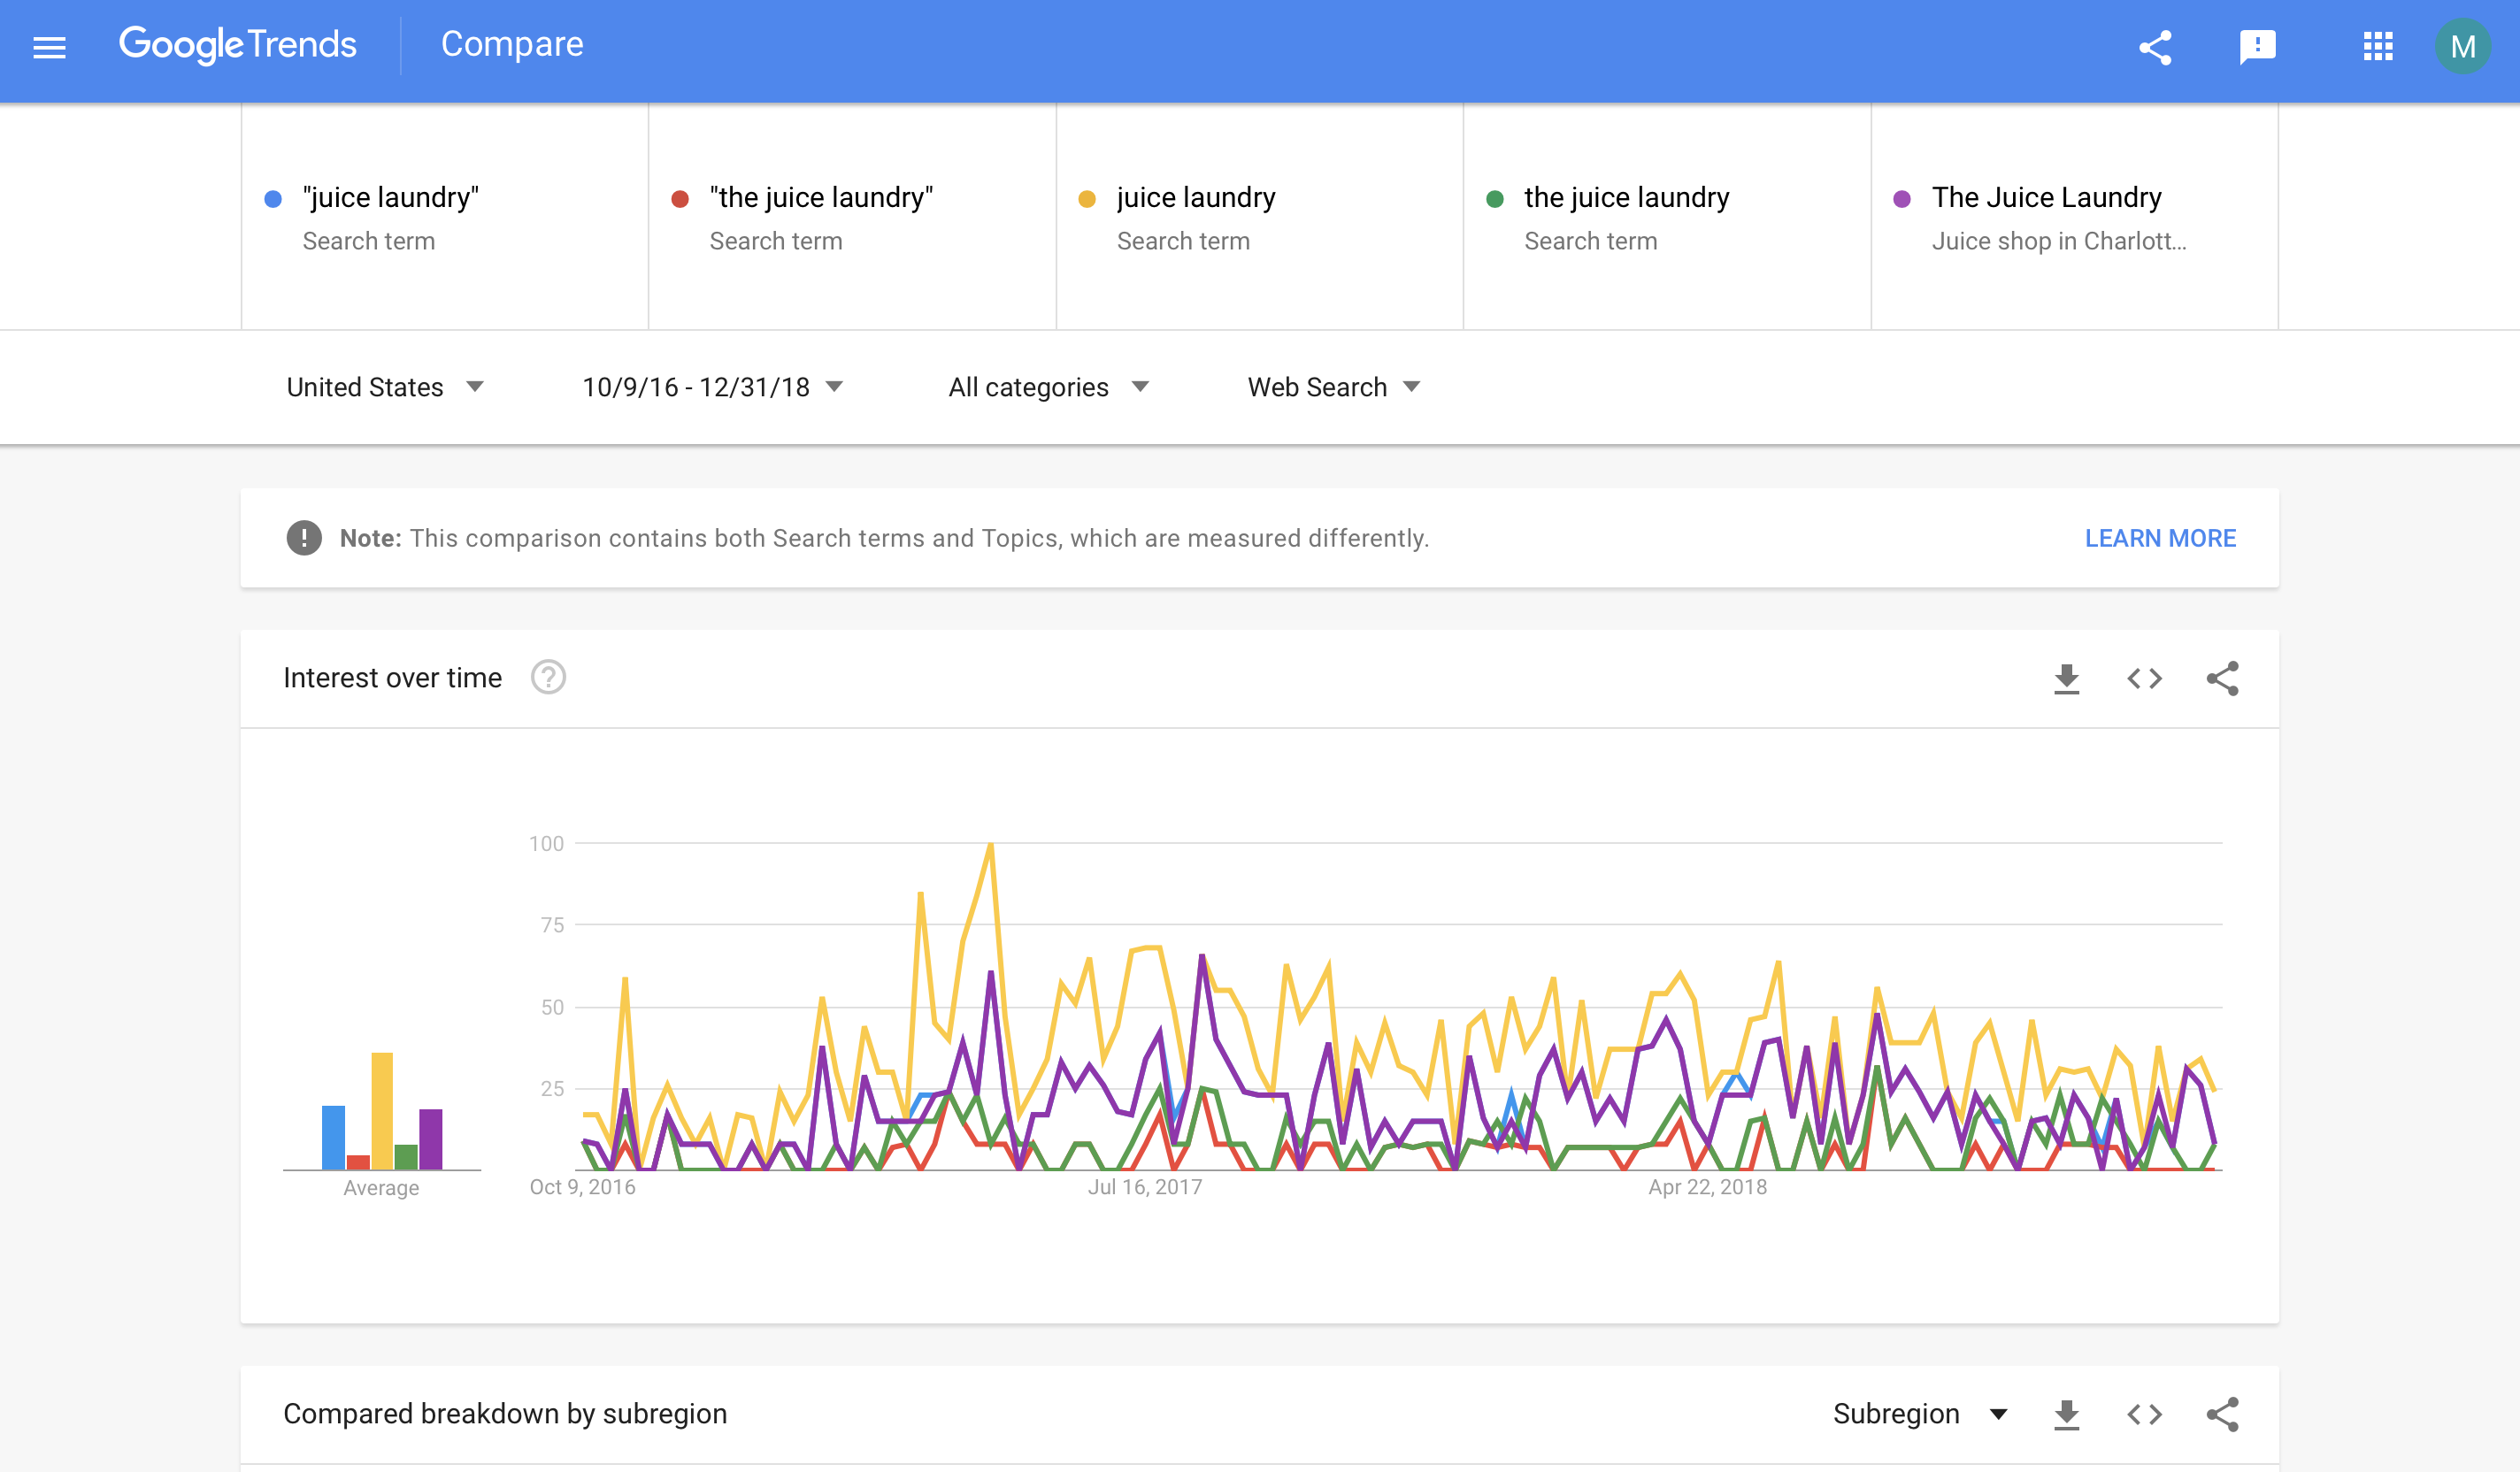 Google Trends Compare M
"juice laundry" "the juice laundry" juice laundry the juice laundry The Juice Laundry
Search term Search term Search term Search term Juice shop in Charlott...
United States 10/9/16 - 12/31/18 All categories Web Search
Note: This comparison contains both Search terms and Topics, which are measured differently. LEARN MORE
Interest over time
100
75
50
25
Average Oct 9, 2016 Jul 16, 2017 Apr 22, 2018
Compared breakdown by subregion Subregion